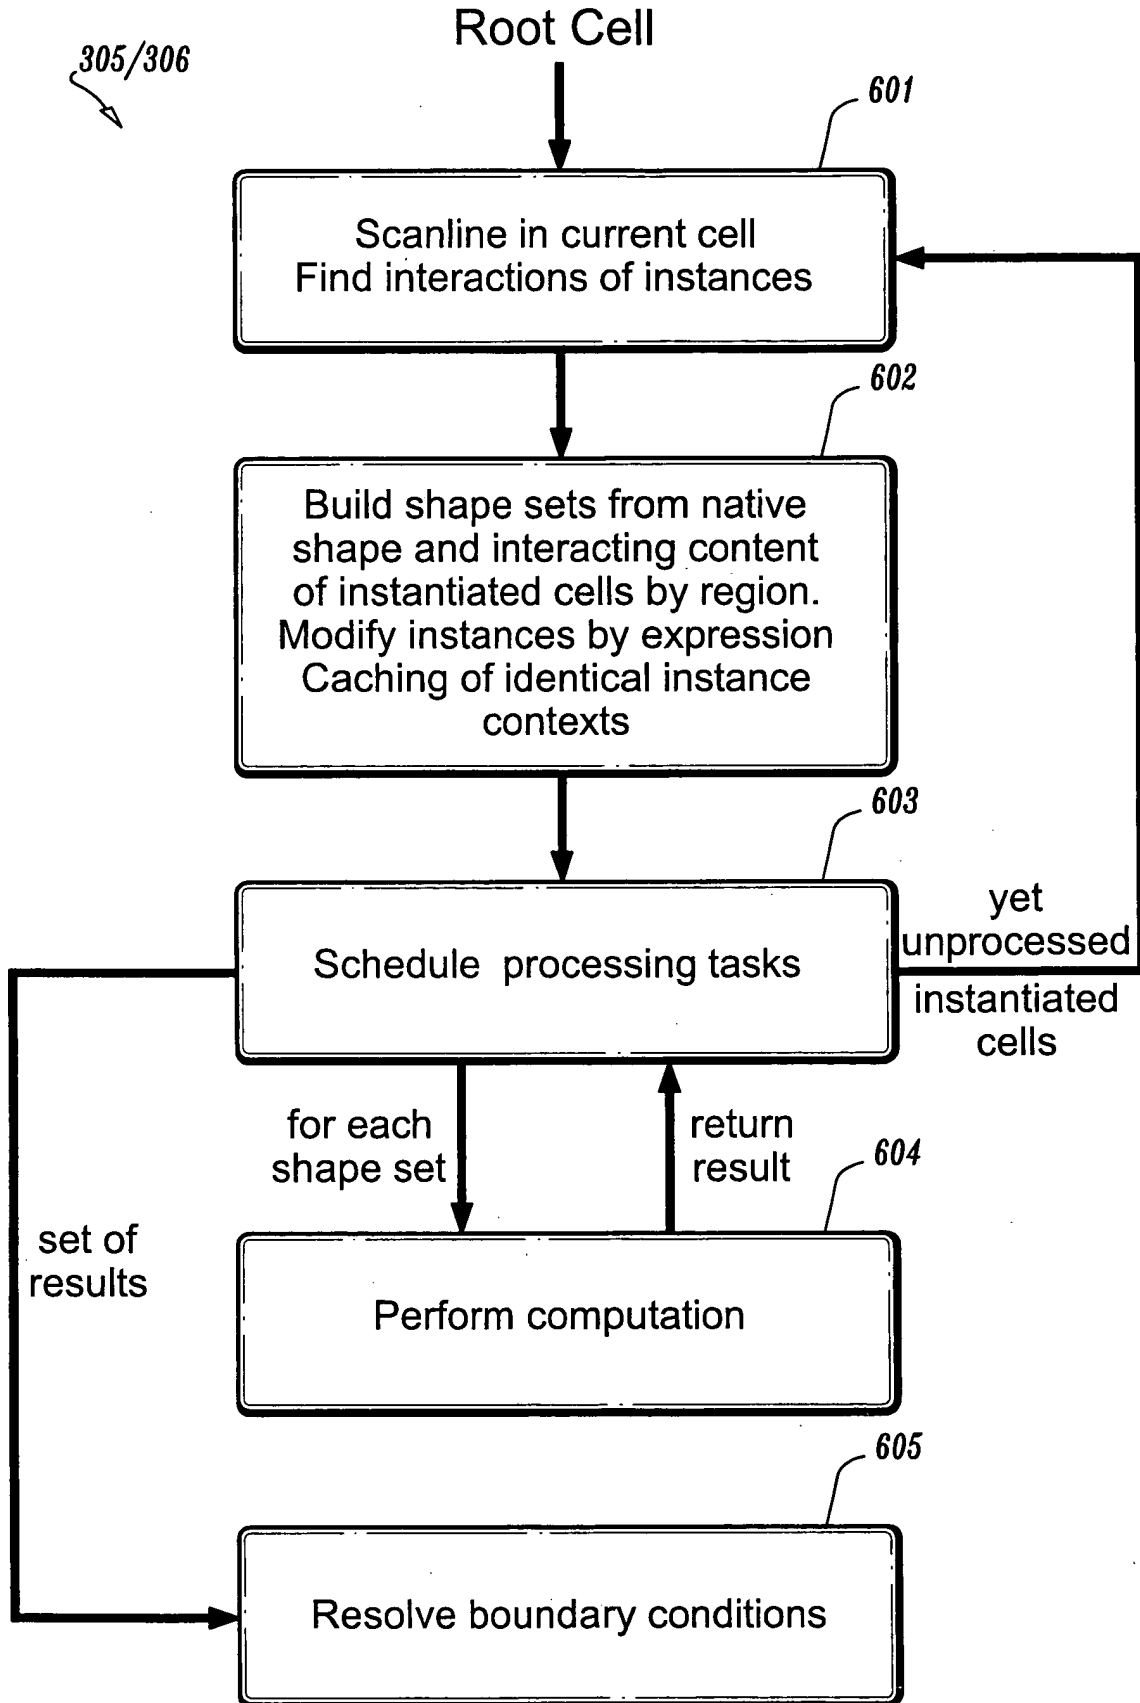 Root Cell
305/306
601
Scanline in current cell
Find interactions of instances
602
Build shape sets from native
shape and interacting content
of instantiated cells by region.
Modify instances by expression
Caching of identical instance
contexts
603
Schedule processing tasks
yet
unprocessed
instantiated
cells
for each
shape set
return
result
604
set of
results
Perform computation
605
Resolve boundary conditions